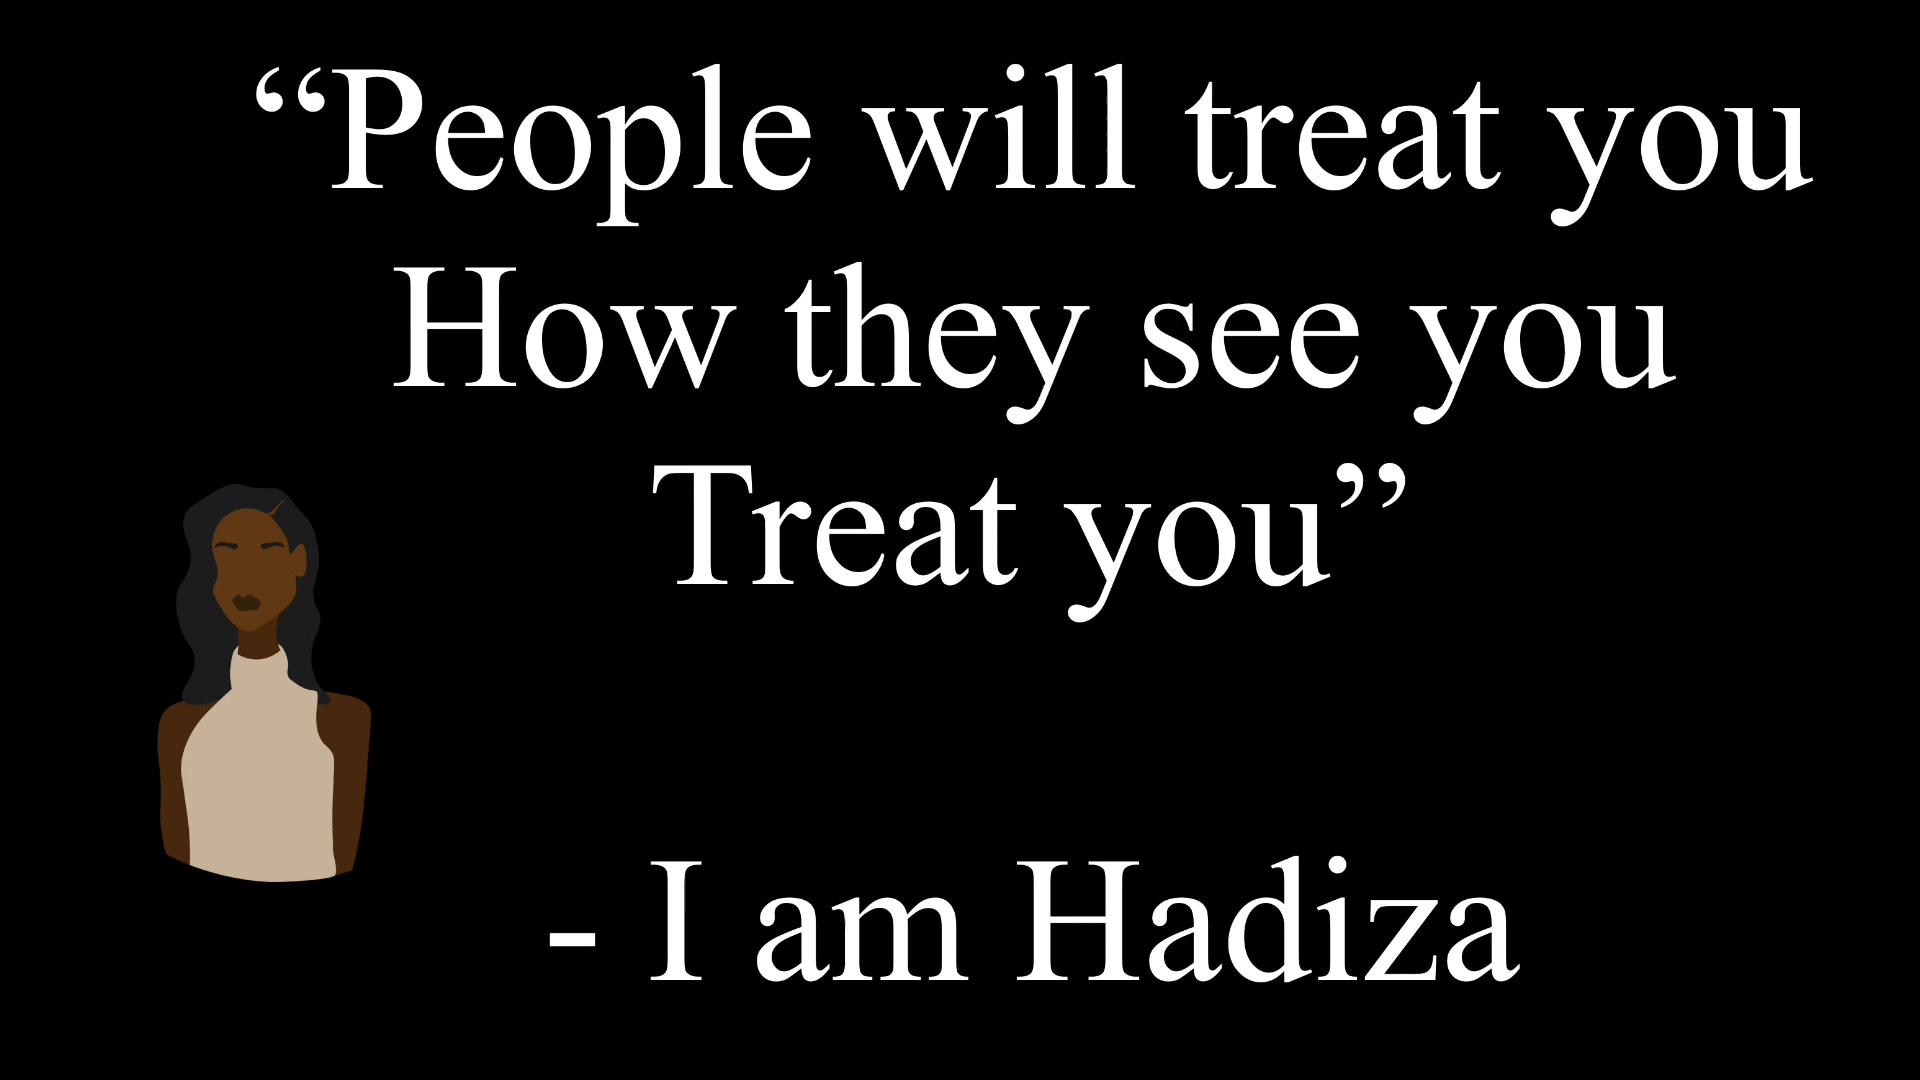 “People will treat you
How they see you
Treat you”
- I am Hadiza